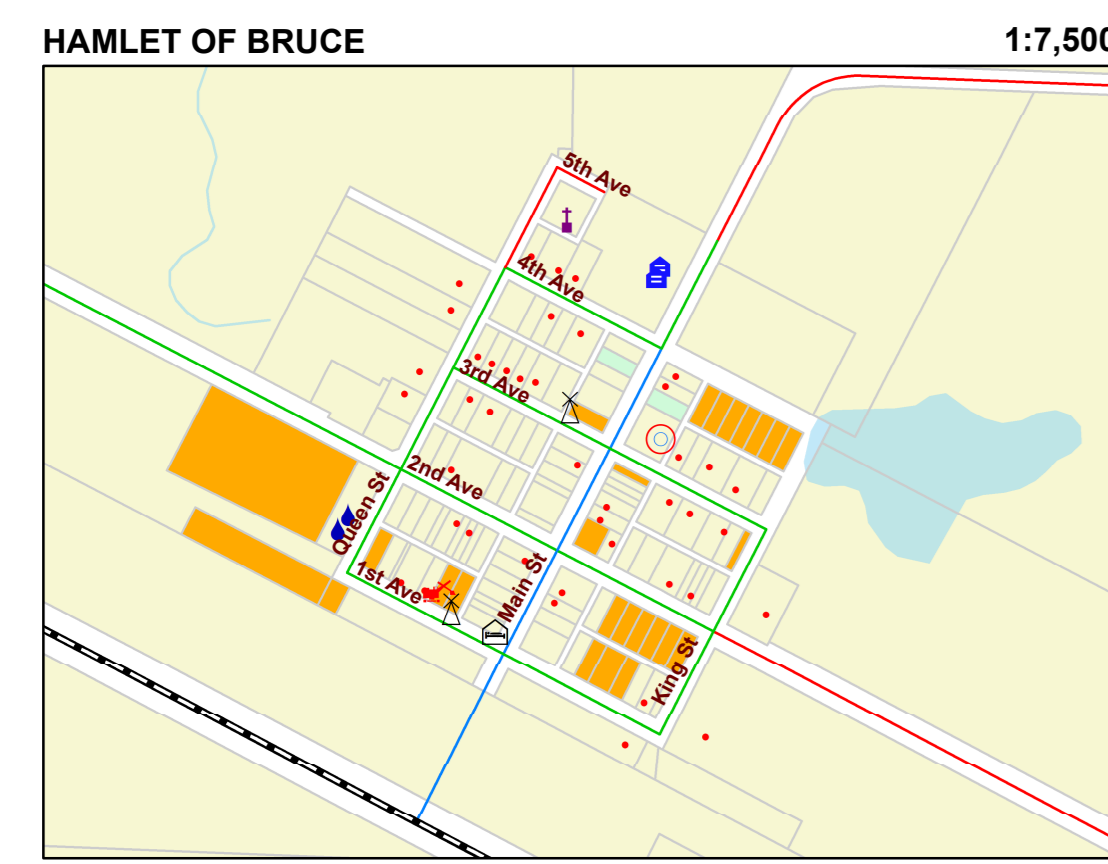 HAMLET OF BRUCE
1:7,500
5th Ave
4th Ave
3rd Ave
2nd Ave
Queen St
1st Ave
Main St
King St